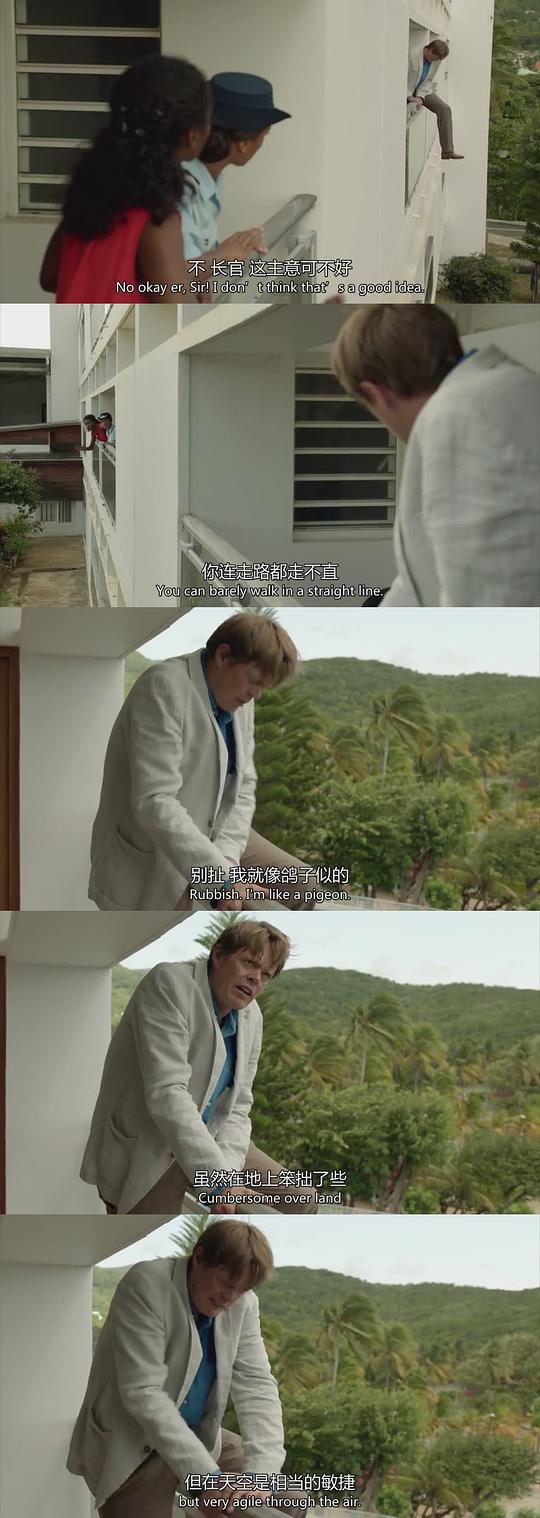 不 长官 这主意可不好
No okay er, Sir! I don’t think that’s a good idea.
你连走路都走不直
You can barely walk in a straight line.
别扯 我就像鸽子似的
Rubbish. I'm like a pigeon.
虽然在地上笨拙了些
Cumbersome over land
但在天空是相当的敏捷
but very agile through the air.